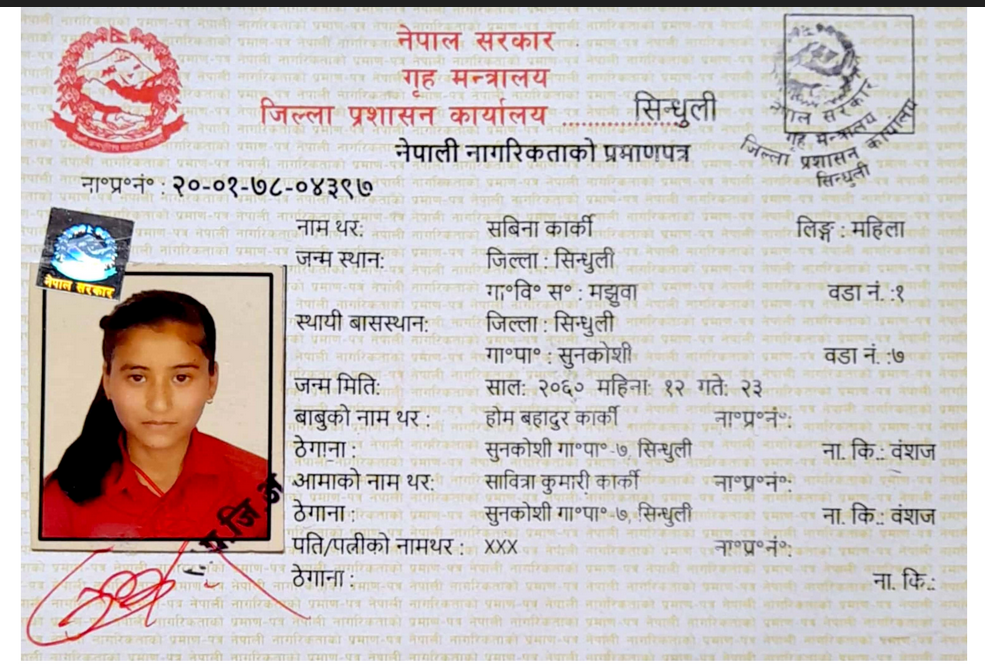 नेपाल सरकार
गृह मन्त्रालय
जिल्ला प्रशासन कार्यालय ............... सिन्धुली
नेपाली नागरिकताको प्रमाणपत्र
नेपाल सरकार
गृह मन्त्रालय
जिल्ला प्रशासन कार्यालय
सिन्धुली
ना॰प्र॰नं॰ : २०-०१-७८-०४३९७
नेपाल सरकार
नाम थर: सबिना कार्की लिङ्ग : महिला
जन्म स्थान: जिल्ला : सिन्धुली
गा॰वि॰ स॰ : मझुवा वडा नं. :१
स्थायी बासस्थान: जिल्ला : सिन्धुली
गा॰पा॰ : सुनकोशी वडा नं. :७
जन्म मिति: साल: २०६० महिना: १२ गते: २३
बाबुको नाम थर : होम बहादुर कार्की ना॰प्र॰नं॰:
ठेगाना : सुनकोशी गा॰पा॰-७, सिन्धुली ना. कि.: वंशज
आमाको नाम थर: सावित्रा कुमारी कार्की ना॰प्र॰नं॰:
ठेगाना : सुनकोशी गा॰पा॰-७, सिन्धुली ना. कि.: वंशज
पति/पत्नीको नामथर : XXX ना॰प्र॰नं॰:
ठेगाना : ना. कि.: